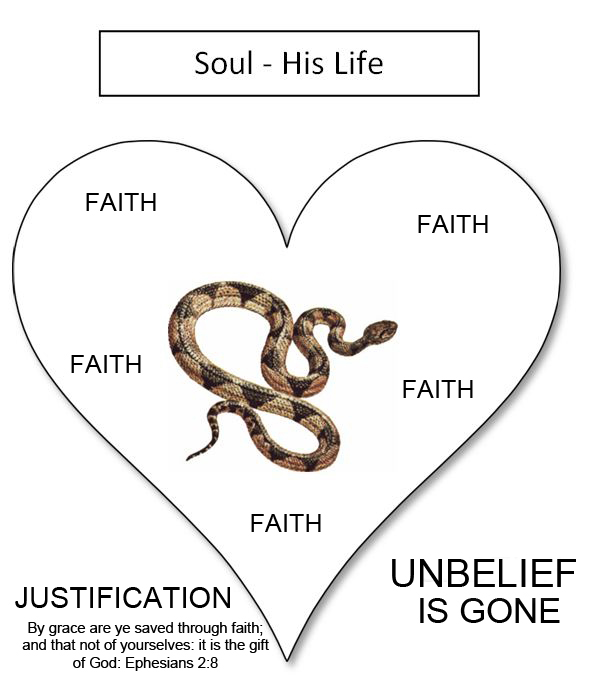 Soul - His Life
FAITH
FAITH
FAITH
FAITH
FAITH
UNBELIEF
IS GONE
JUSTIFICATION
By grace are ye saved through faith;
and that not of yourselves: it is the gift
of God: Ephesians 2:8